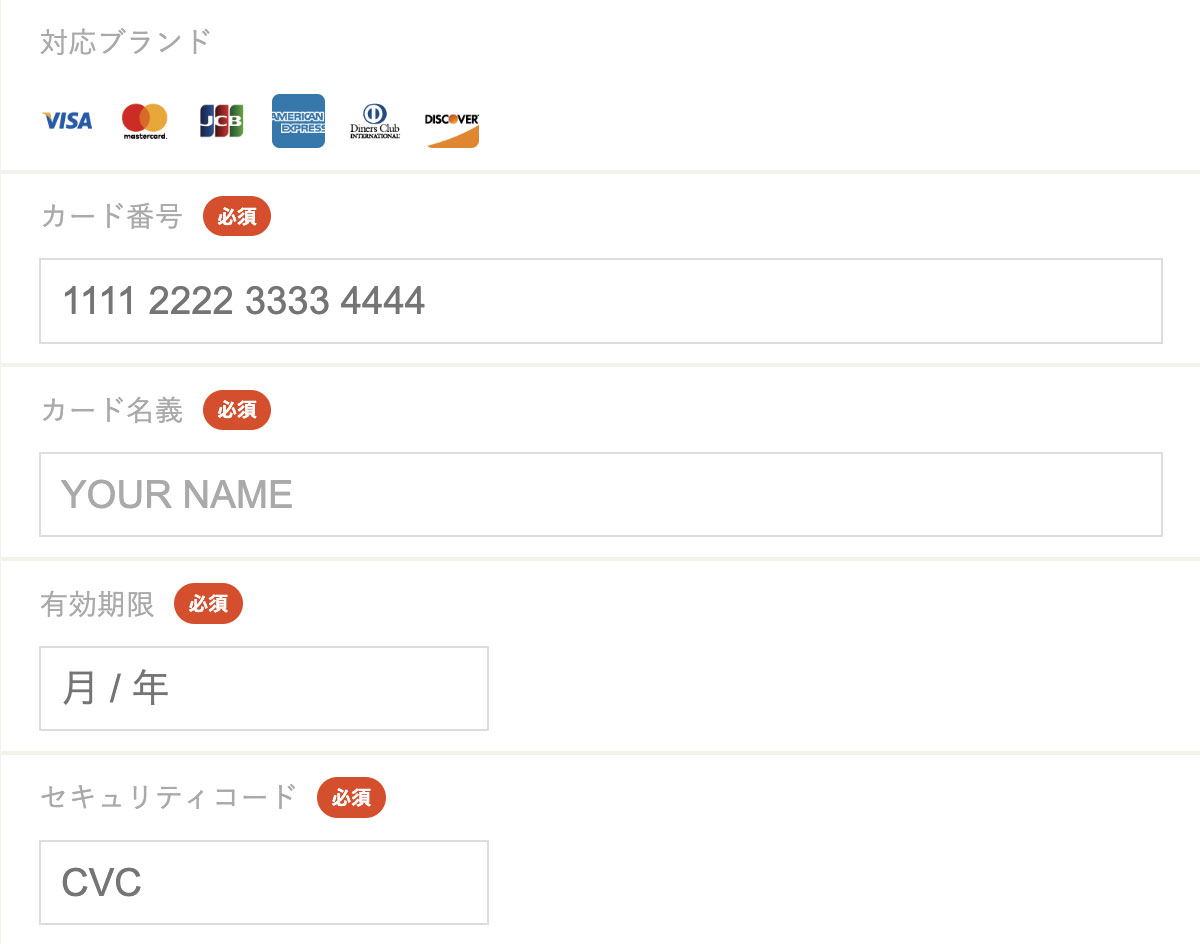 対応ブランド
VISA mastercard. JCB AMERICAN EXPRESS Diners Club INTERNATIONAL DISCOVER
カード番号 必須
1111 2222 3333 4444
カード名義 必須
YOUR NAME
有効期限 必須
月 / 年
セキュリティコード 必須
CVC